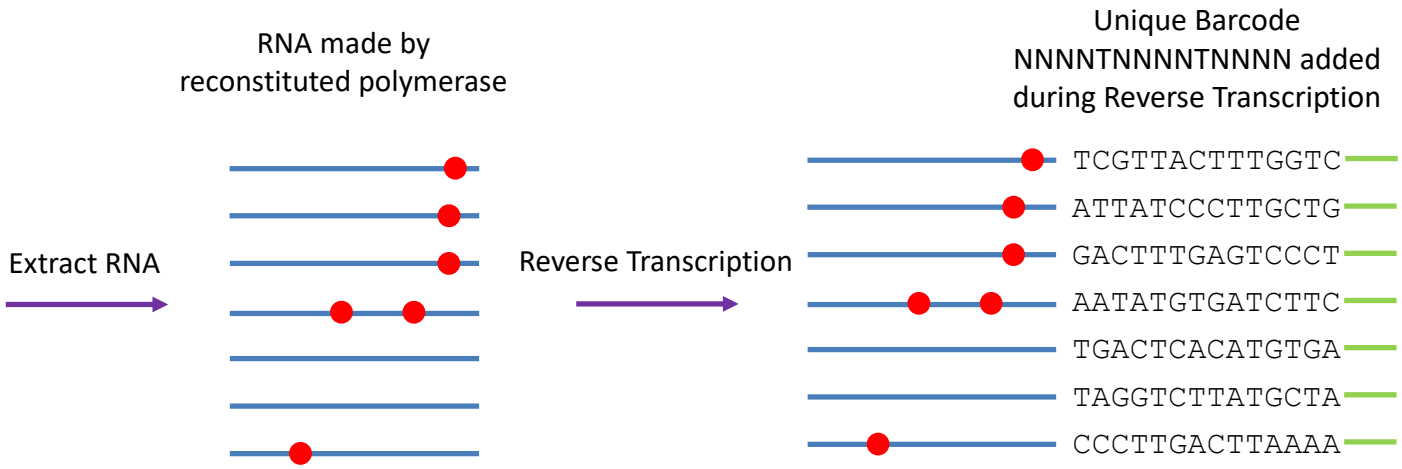 RNA made by
reconstituted polymerase
Unique Barcode
NNNNTNNNNTNNNN added
during Reverse Transcription
Extract RNA
Reverse Transcription
TCGTTACTTTGGTC
ATTATCCCTTGCTG
GACTTTGAGTCCCT
AATATGTGATCTTC
TGACTCACATGTGA
TAGGTCTTATGCTA
CCCTTGACTTAAAA